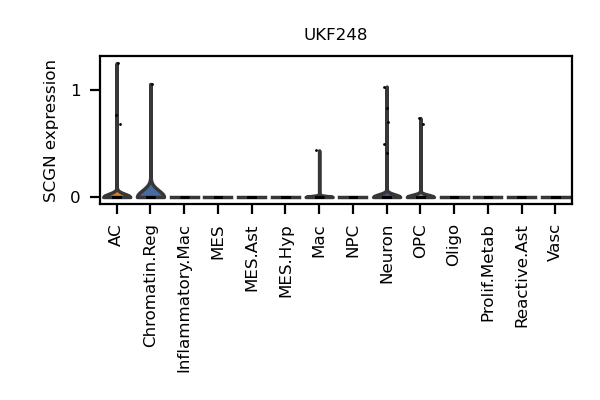 UKF248
SCGN expression
1
0
AC
Chromatin.Reg
Inflammatory.Mac
MES
MES.Ast
MES.Hyp
Mac
NPC
Neuron
OPC
Oligo
Prolif.Metab
Reactive.Ast
Vasc